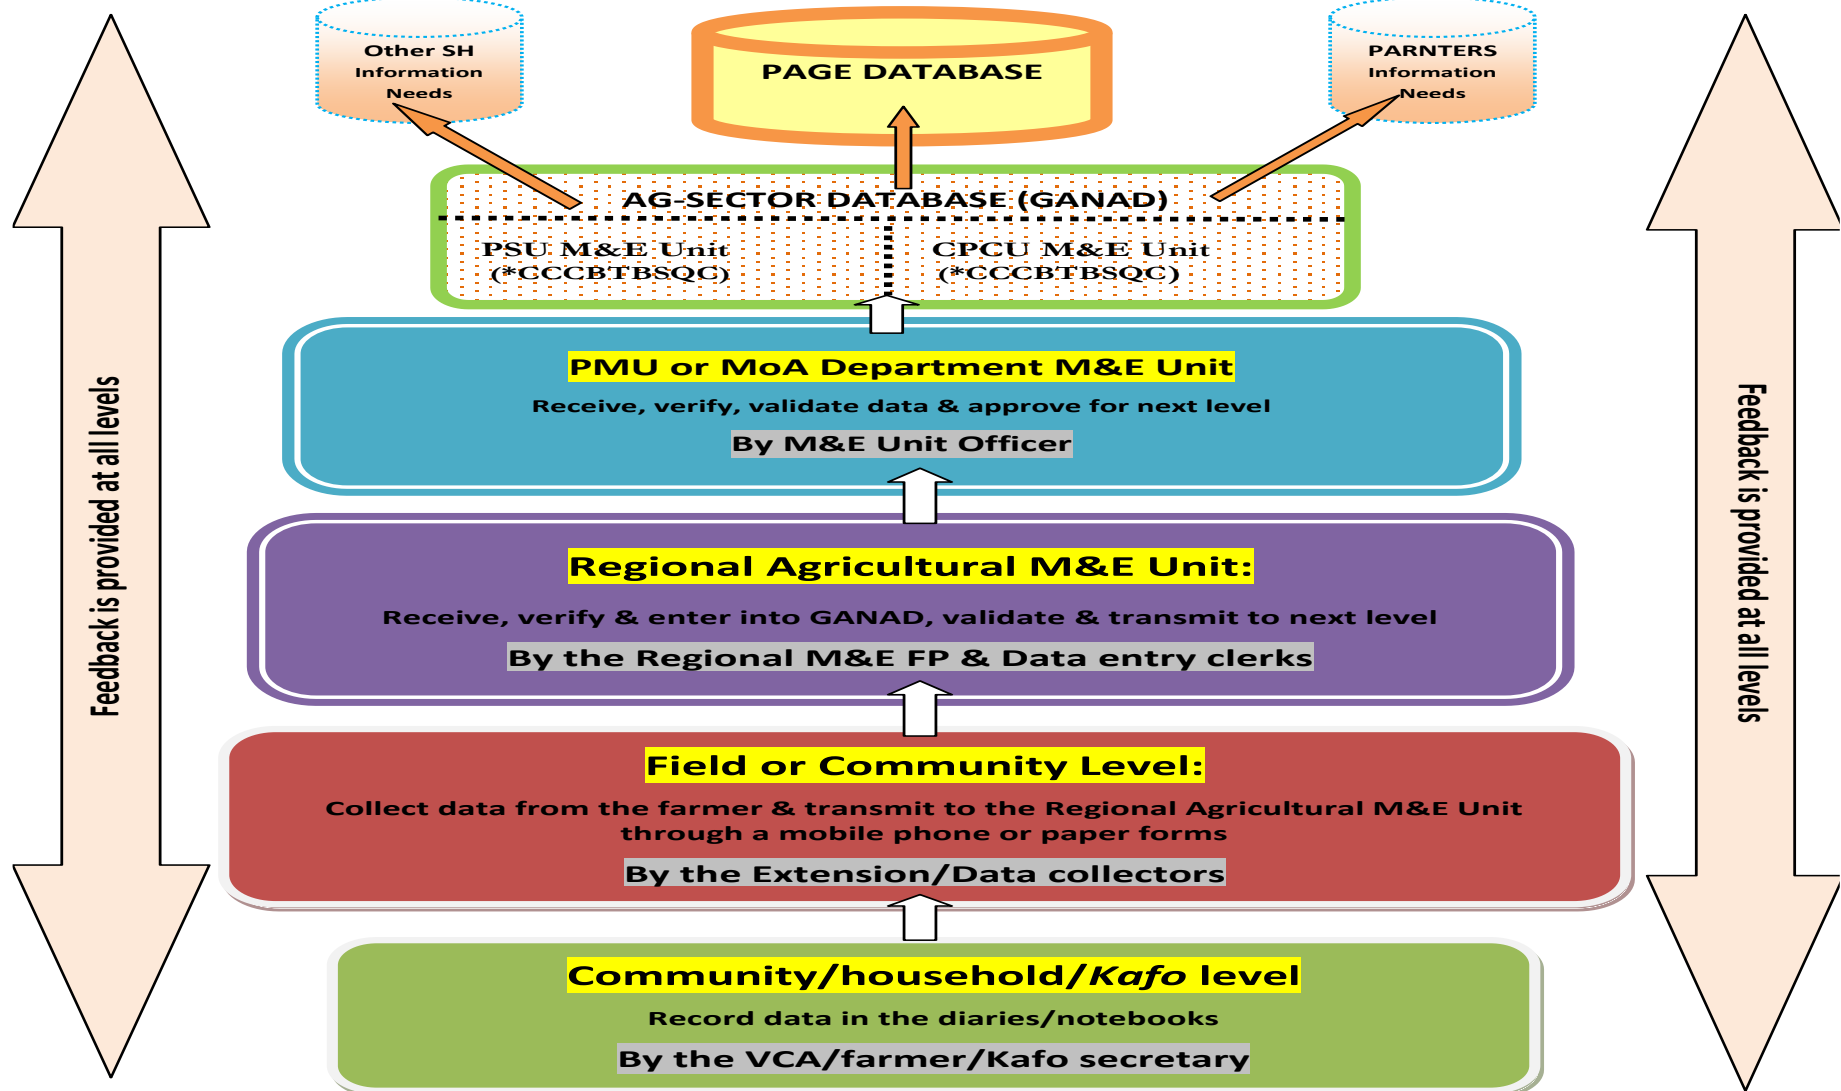 Other SH
Information
Needs
PAGE DATABASE
PARNTERS
Information
Needs
AG-SECTOR DATABASE (GANAD)
PSU M&E Unit
(*CCCBTBSQC)
CPCU M&E Unit
(*CCCBTBSQC)
PMU or MoA Department M&E Unit
Receive, verify, validate data & approve for next level
By M&E Unit Officer
Regional Agricultural M&E Unit:
Receive, verify & enter into GANAD, validate & transmit to next level
By the Regional M&E FP & Data entry clerks
Field or Community Level:
Collect data from the farmer & transmit to the Regional Agricultural M&E Unit
through a mobile phone or paper forms
By the Extension/Data collectors
Community/household/Kafo level
Record data in the diaries/notebooks
By the VCA/farmer/Kafo secretary
Feedback is provided at all levels
Feedback is provided at all levels